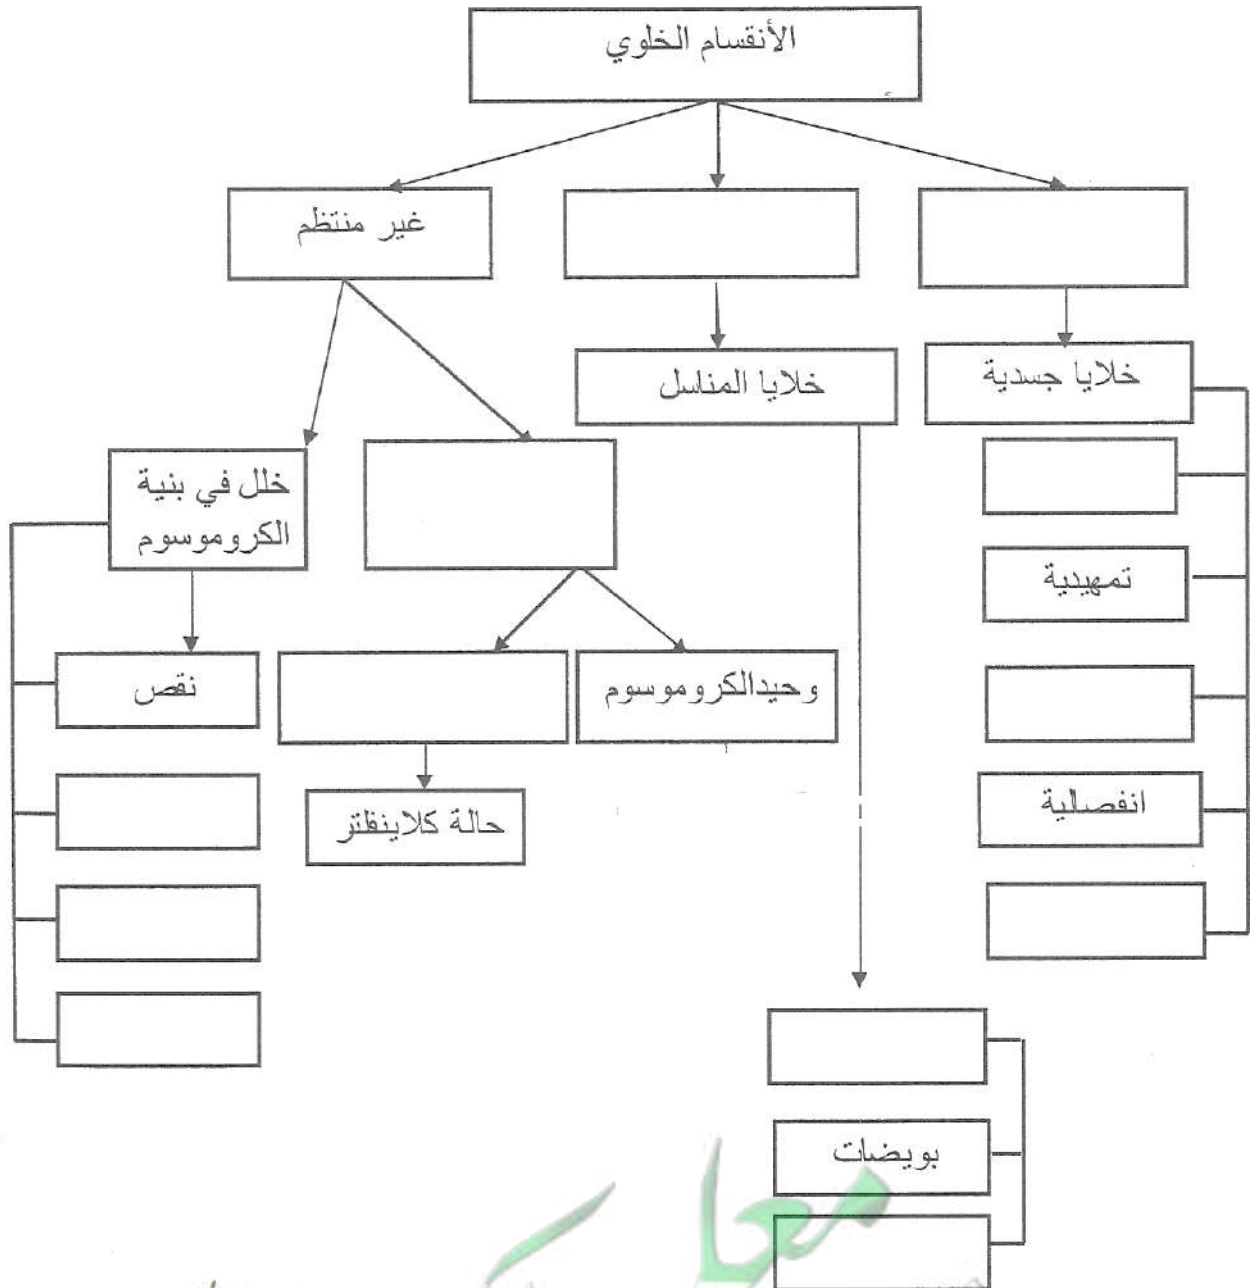 الأنقسام الخلوي
غير منتظم
خلايا المناسل
خلايا جسدية
خلل في بنية
الكروموسوم
تمهيدية
نقص
وحيدالكروموسوم
انفصالية
حالة كلاينفلتر
بويضات
معا